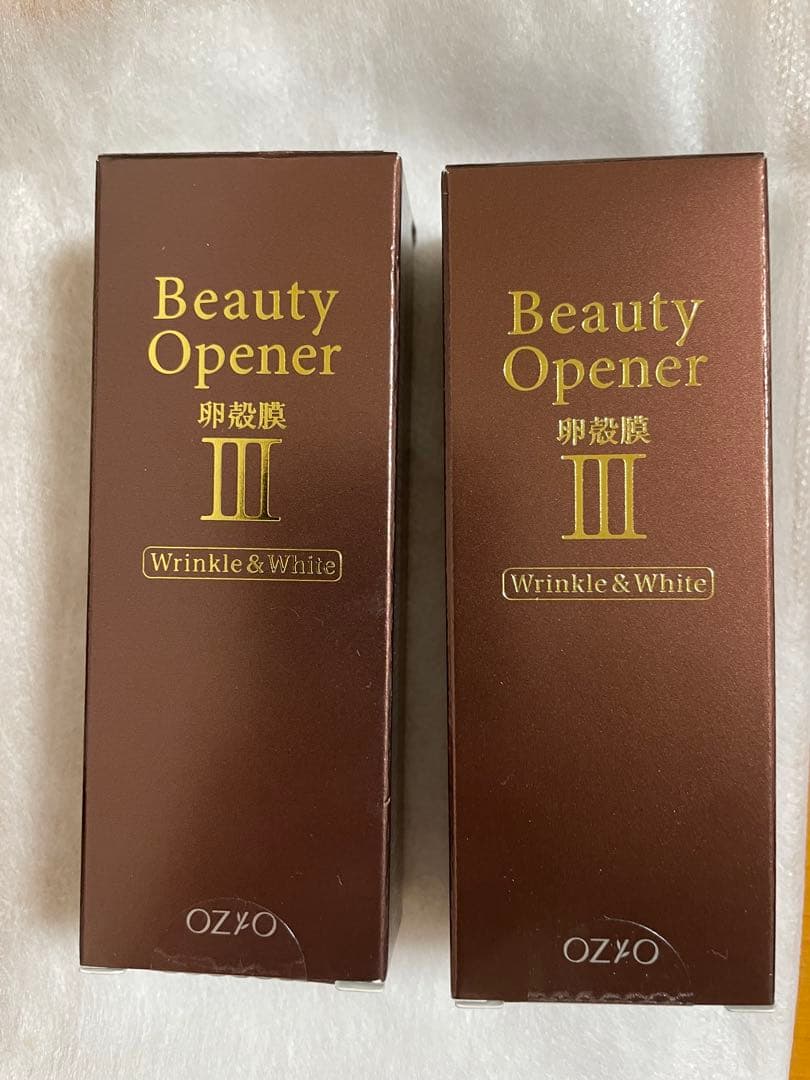 Beauty
Opener
卵殻膜
III
Wrinkle & White
OZIO
Beauty
Opener
卵殻膜
III
Wrinkle & White
OZIO